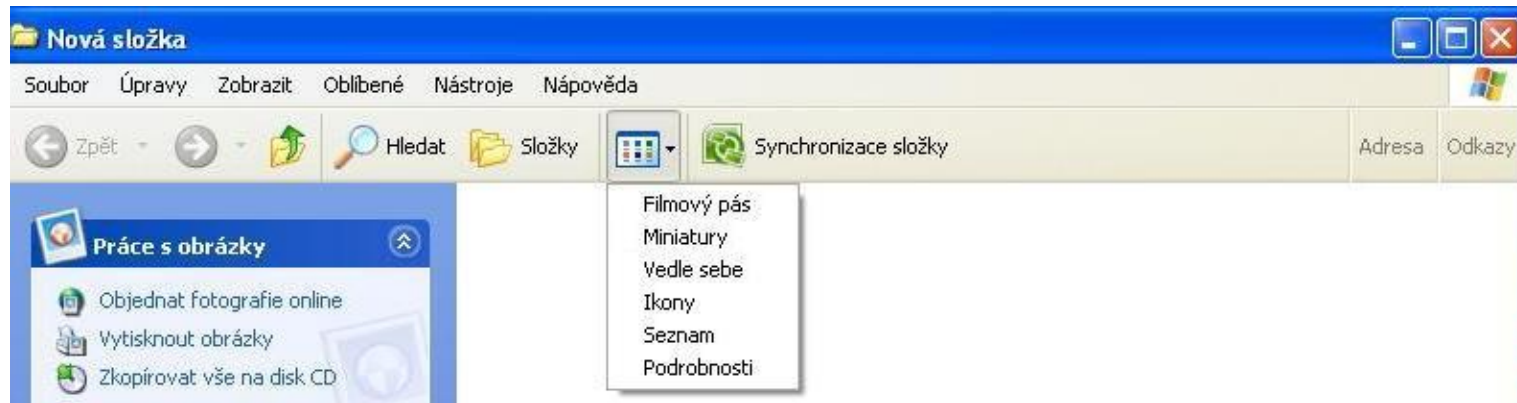 Nová složka
Soubor Úpravy Zobrazit Oblíbené Nástroje Nápověda
Zpět Hledat Složky Synchronizace složky Adresa Odkazy
Filmový pás
Miniatury
Vedle sebe
Ikony
Seznam
Podrobnosti
Práce s obrázky
Objednat fotografie online
Vytisknout obrázky
Zkopírovat vše na disk CD